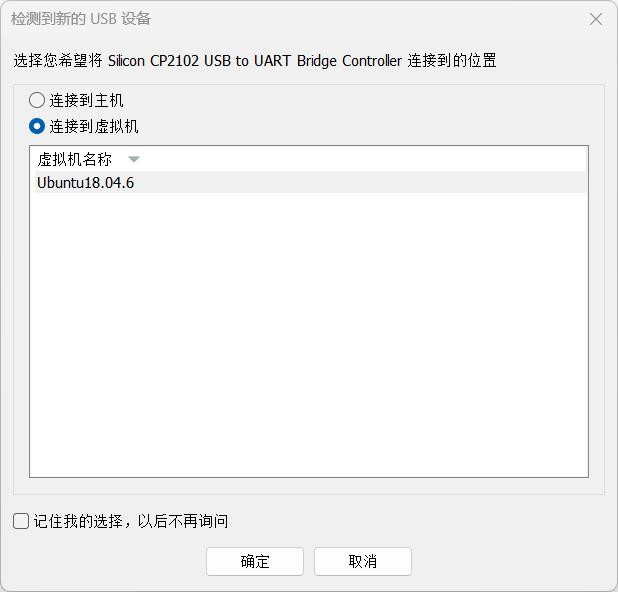 检测到新的 USB 设备
选择您希望将 Silicon CP2102 USB to UART Bridge Controller 连接到的位置
连接到主机
连接到虚拟机
虚拟机名称
Ubuntu18.04.6
记住我的选择，以后不再询问
确定
取消